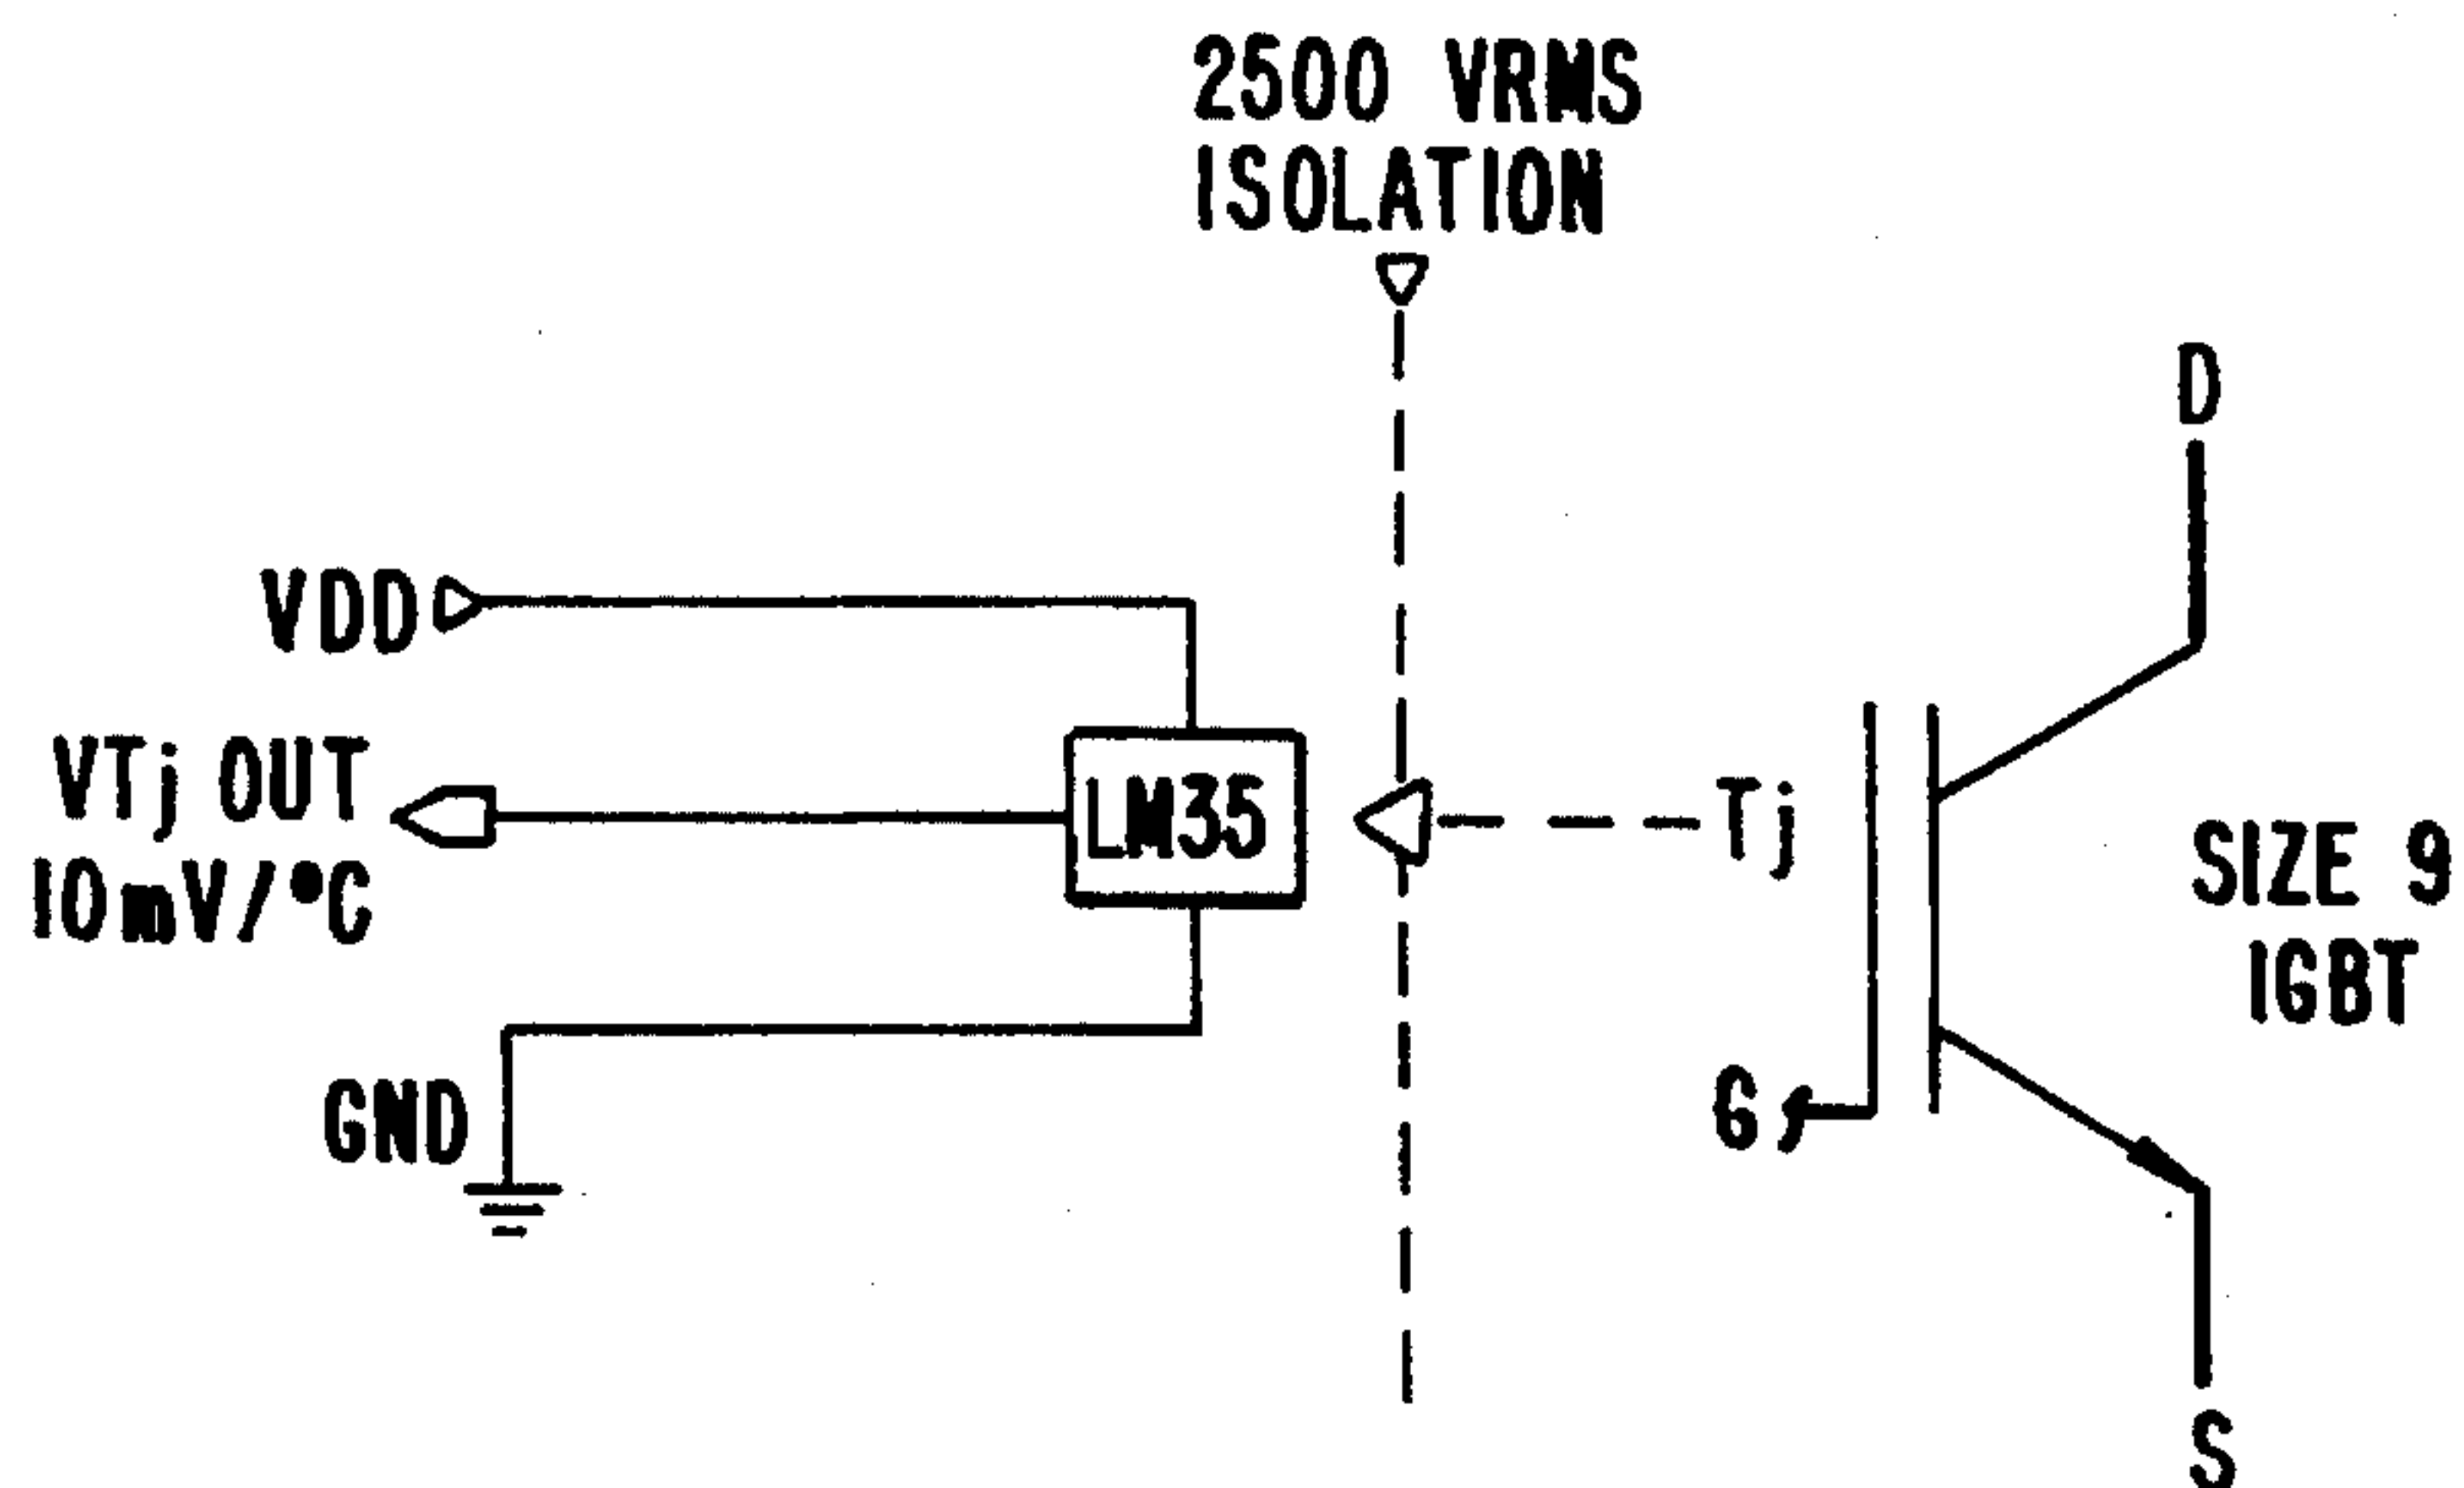 2500 VRMS
ISOLATION
D
VDD
VTj OUT
10mV/°C
LM35
Tj
SIZE 9
IGBT
GND
G
S